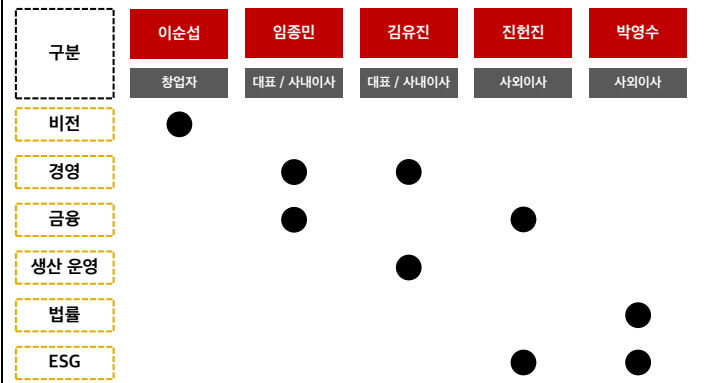 구분
이순섭
임종민
김유진
진헌진
박영수
창업자
대표 / 사내이사
대표 / 사내이사
사외이사
사외이사
비전
경영
금융
생산 운영
법률
ESG